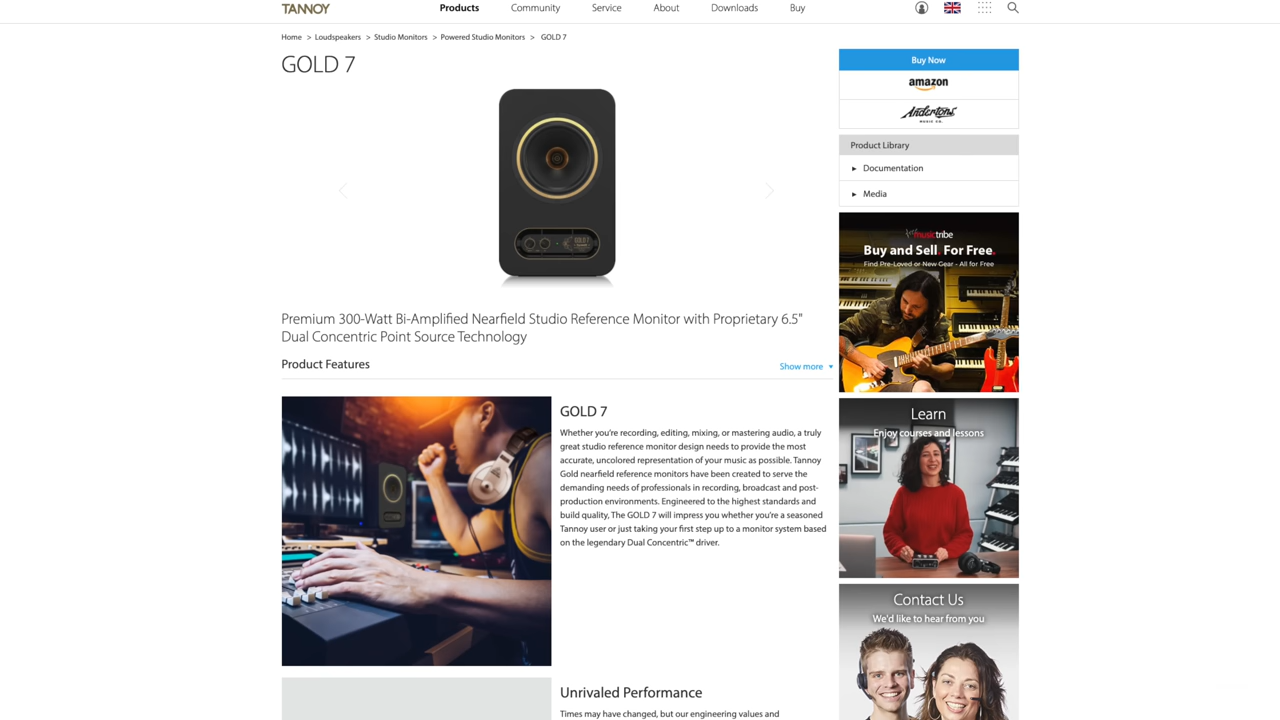 TANNOY
Products Community Service About Downloads Buy
Home > Loudspeakers > Studio Monitors > Powered Studio Monitors > GOLD 7
GOLD 7
GOLD 7
Premium 300-Watt Bi-Amplified Nearfield Studio Reference Monitor with Proprietary 6.5"
Dual Concentric Point Source Technology
Product Features
Show more
GOLD 7
Whether you're recording, editing, mixing, or mastering audio, a truly
great studio reference monitor design needs to provide the most
accurate, uncolored representation of your music as possible. Tannoy
Gold nearfield reference monitors have been created to serve the
demanding needs of professionals in recording, broadcast and post-
production environments. Engineered to the highest standards and
build quality, The GOLD 7 will impress you whether you're a seasoned
Tannoy user or just taking your first step up to a monitor system based
on the legendary Dual Concentric™ driver.
Unrivaled Performance
Times may have changed, but our engineering values and
Buy Now
amazon
Andertons
MUSIC CO.
Product Library
Documentation
Media
musictribe
Buy and Sell. For Free.
Find Pre-Loved or New Gear - All for Free
Learn
Enjoy courses and lessons
Contact Us
We'd like to hear from you